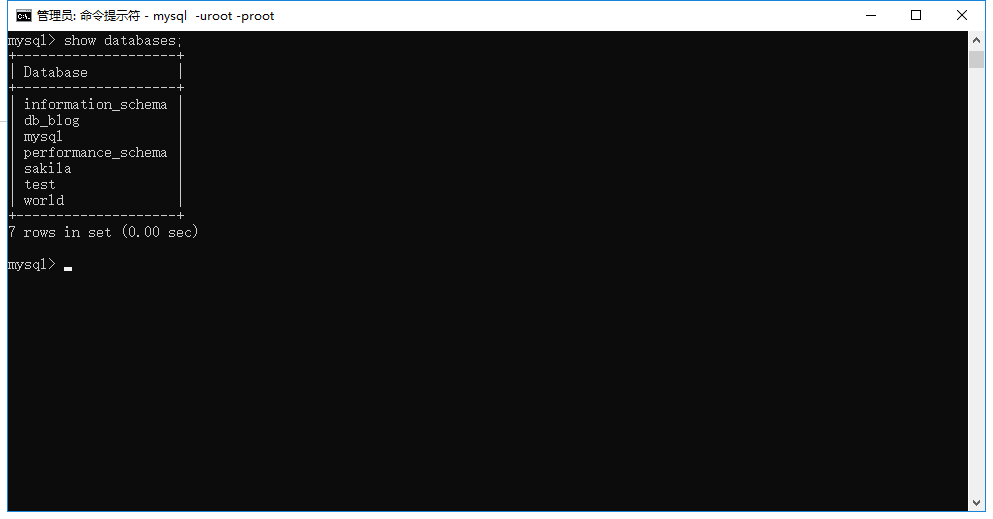 管理员: 命令提示符 - mysql  -uroot -proot
mysql> show databases;
+--------------------+
| Database           |
+--------------------+
| information_schema |
| db_blog            |
| mysql              |
| performance_schema |
| sakila             |
| test               |
| world              |
+--------------------+
7 rows in set (0.00 sec)
mysql>